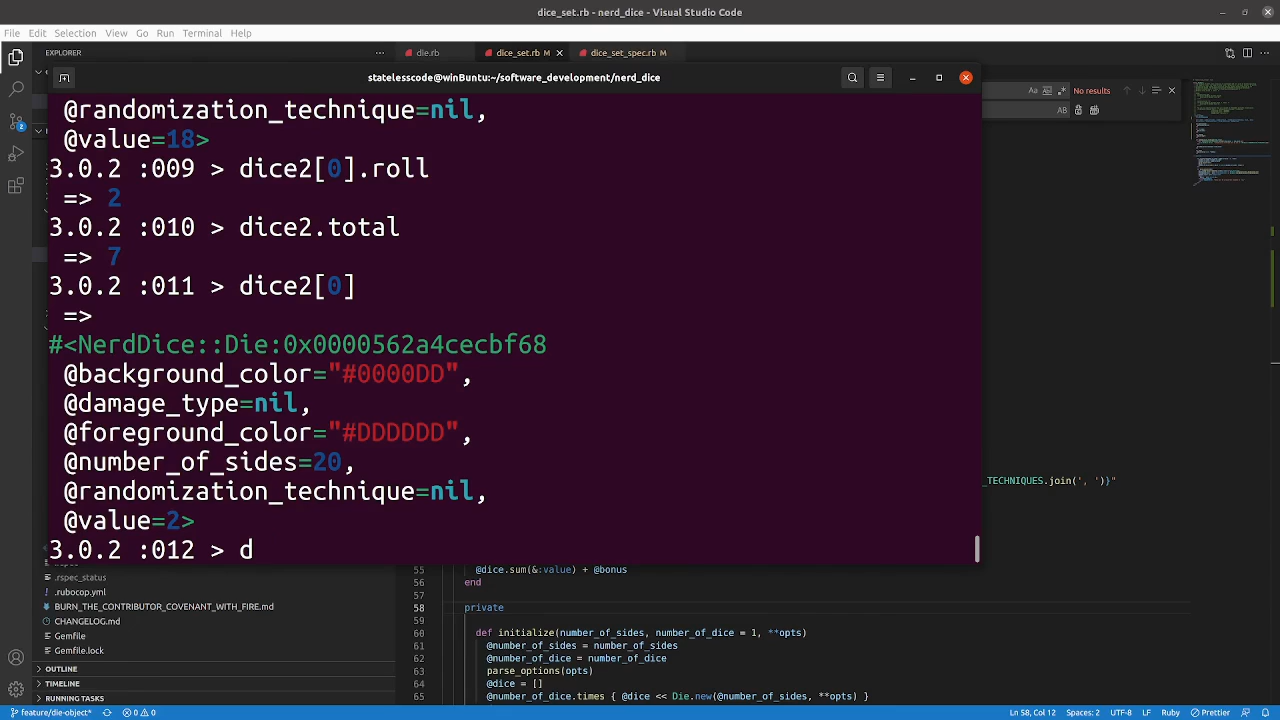 dice_set.rb - nerd_dice - Visual Studio Code
File Edit Selection View Go Run Terminal Help
EXPLORER
die.rb
dice_set.rb M
dice_set_spec.rb M
statelesscode@winBuntu:~/software_development/nerd_dice
No results
@randomization_technique=nil,
@value=18>
3.0.2 :009 > dice2[0].roll
=> 2
3.0.2 :010 > dice2.total
=> 7
3.0.2 :011 > dice2[0]
=>
#<NerdDice::Die:0x0000562a4cecbf68
@background_color="#0000DD",
@damage_type=nil,
@foreground_color="#DDDDDD",
@number_of_sides=20,
@randomization_technique=nil,
@value=2>
3.0.2 :012 > d
_TECHNIQUES.join(', ')}"
.rspec_status
.rubocop.yml
BURN_THE_CONTRIBUTOR_COVENANT_WITH_FIRE.md
CHANGELOG.md
Gemfile
Gemfile.lock
OUTLINE
TIMELINE
RUNNING TASKS
55 @dice.sum(&:value) + @bonus
56 end
57
58 private
59
60 def initialize(number_of_sides, number_of_dice = 1, **opts)
61 @number_of_sides = number_of_sides
62 @number_of_dice = number_of_dice
63 parse_options(opts)
64 @dice = []
65 @number_of_dice.times { @dice << Die.new(@number_of_sides, **opts) }
feature/die-object* 0 0 Ln 58, Col 12 Spaces: 2 UTF-8 LF Ruby Prettier